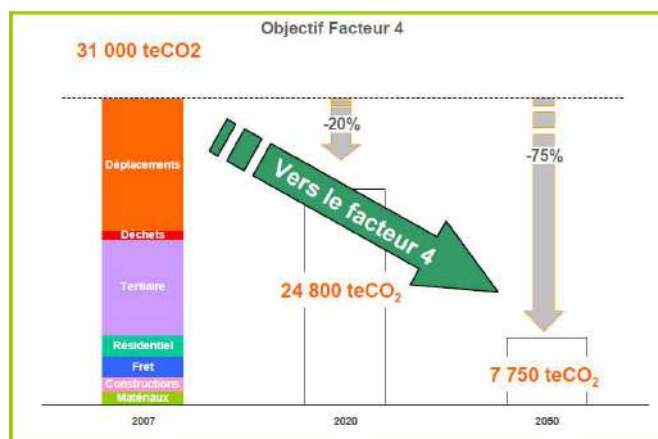 Objectif Facteur 4
31 000 teCO2
-20%
-75%
Déplacements
Vers le facteur 4
Dechets
Tertiaire
24 800 teCO₂
Résidentiel
Fret
7 750 teCO₂
Constructions
Matériaux
2007
2020
2050